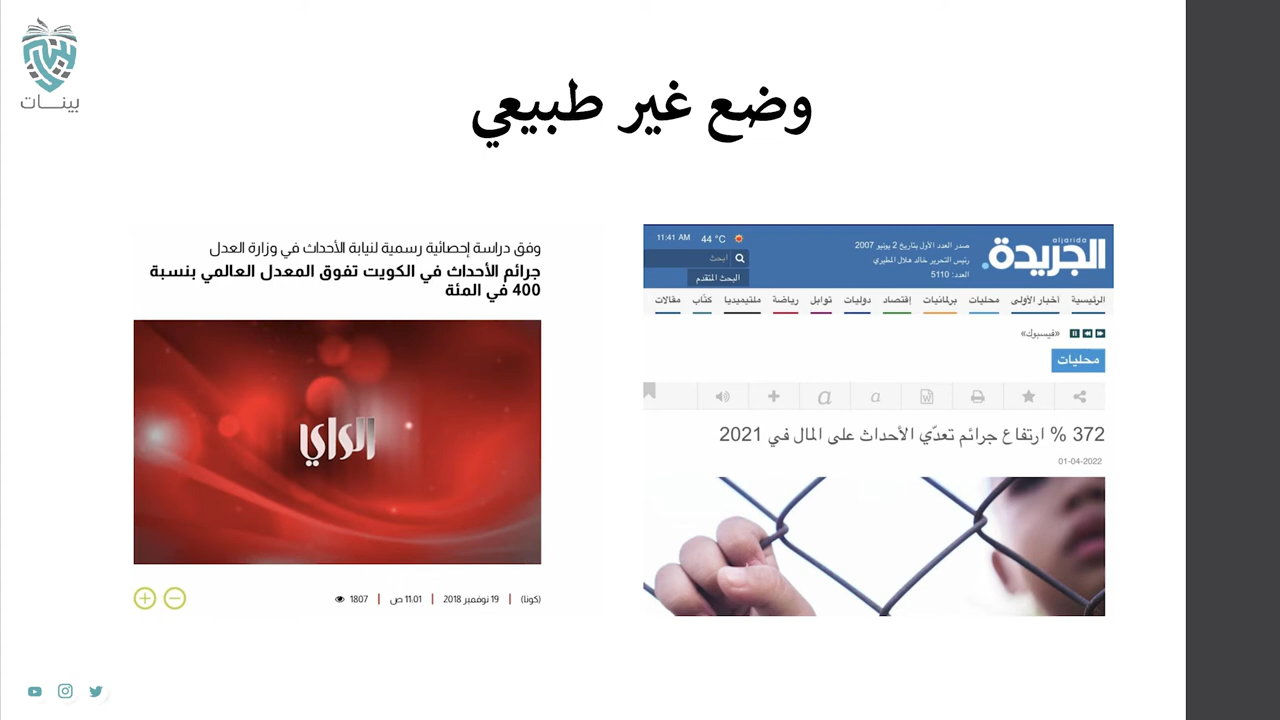 بينات
وضع غير طبيعي
الجريدة.
aljarida
صدر العدد الأول بتاريخ 2 يونيو 2007
رئيس التحرير خالد هلال المطيري
العدد: 5110
44 °C
11:41 AM
ابحث
البحث المتقدم
الرئيسية
أخبار الأولى
محليات
برلمانيات
إقتصاد
دوليات
توابل
رياضة
ملتيميديا
كتّاب
مقالات
«فيسبوك»
محليات
a
a
W
372 % ارتفاع جرائم تعدّي الأحداث على المال في 2021
01-04-2022
وفق دراسة إحصائية رسمية لنيابة الأحداث في وزارة العدل
جرائم الأحداث في الكويت تفوق المعدل العالمي بنسبة
400 في المئة
الراي
(كونا) | 19 نوفمبر 2018 | 11.01 ص | 1807